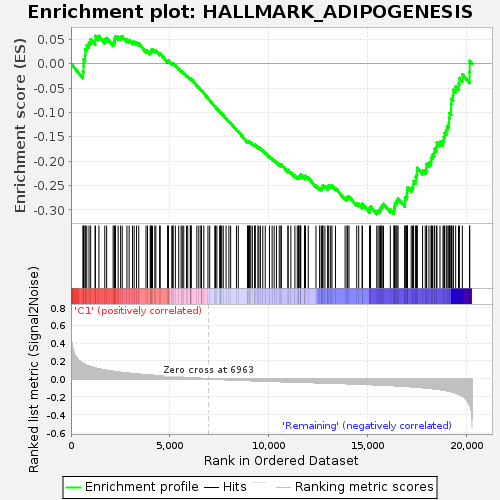 Enrichment plot: HALLMARK_ADIPOGENESIS
Enrichment score (ES)
0.05
0.00
-0.05
-0.10
-0.15
-0.20
-0.25
-0.30
'C1' (positively correlated)
Ranked list metric (Signal2Noise)
0.8
0.6
0.4
0.2
0.0
-0.2
-0.4
-0.6
Zero cross at 6963
'Remaining' (negatively correlated)
0
5,000
10,000
15,000
20,000
Rank in Ordered Dataset
Enrichment profile
Hits
Ranking metric scores